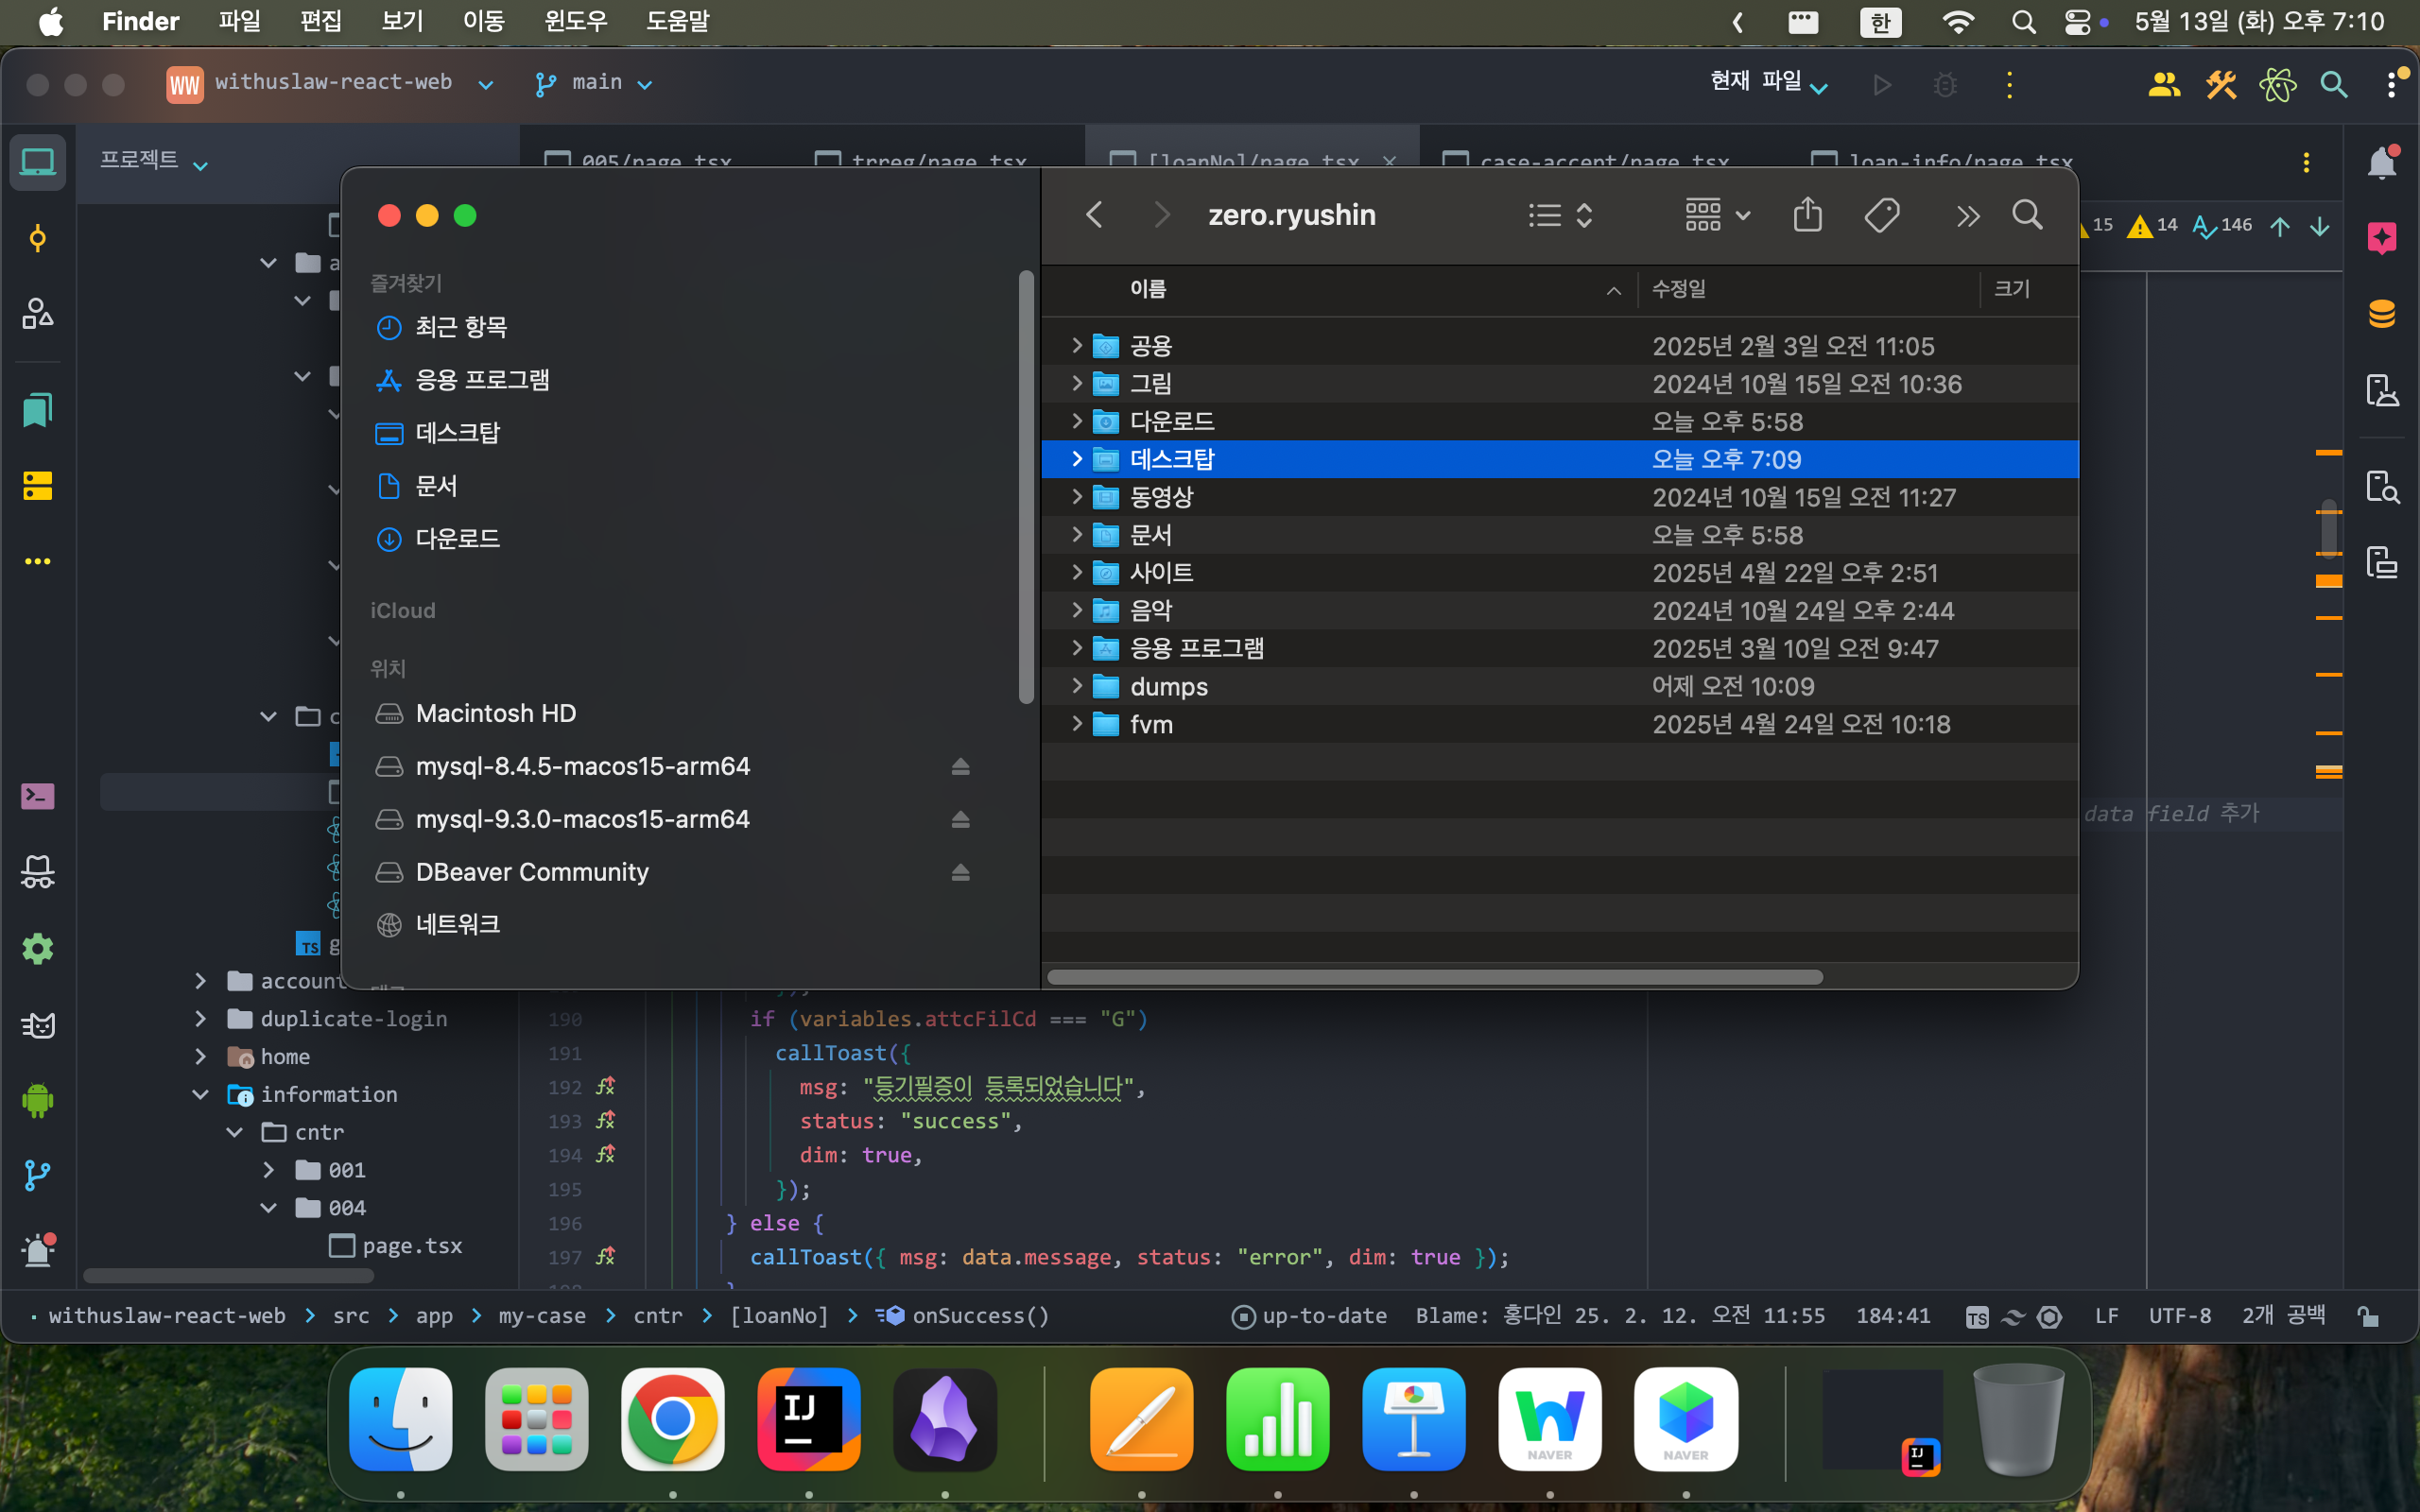 Finder 파일 편집 보기 이동 윈도우 도움말 한 5월 13일 (화) 오후 7:10
WW withuslaw-react-web main 현재 파일
프로젝트 005/page.tsx trreg/page.tsx [loanNo]/page.tsx case-accept/page.tsx loan-info/page.tsx
15 14 146
zero.ryushin
즐겨찾기
최근 항목
응용 프로그램
데스크탑
문서
다운로드
iCloud
위치
Macintosh HD
mysql-8.4.5-macos15-arm64
mysql-9.3.0-macos15-arm64
DBeaver Community
네트워크
이름 수정일 크기
공용 2025년 2월 3일 오전 11:05
그림 2024년 10월 15일 오전 10:36
다운로드 오늘 오후 5:58
데스크탑 오늘 오후 7:09
동영상 2024년 10월 15일 오전 11:27
문서 오늘 오후 5:58
사이트 2025년 4월 22일 오후 2:51
음악 2024년 10월 24일 오후 2:44
응용 프로그램 2025년 3월 10일 오전 9:47
dumps 어제 오전 10:09
fvm 2025년 4월 24일 오전 10:18
data field 추가
TS g
account
duplicate-login
home
information
cntr
001
004
page.tsx
190 if (variables.attcFilCd === "G")
191 callToast({
192 msg: "등기필증이 등록되었습니다",
193 status: "success",
194 dim: true,
195 });
196 } else {
197 callToast({ msg: data.message, status: "error", dim: true });
withuslaw-react-web src app my-case cntr [loanNo] onSuccess() up-to-date Blame: 홍다인 25. 2. 12. 오전 11:55 184:41 TS LF UTF-8 2개 공백
IJ NAVER NAVER IJ